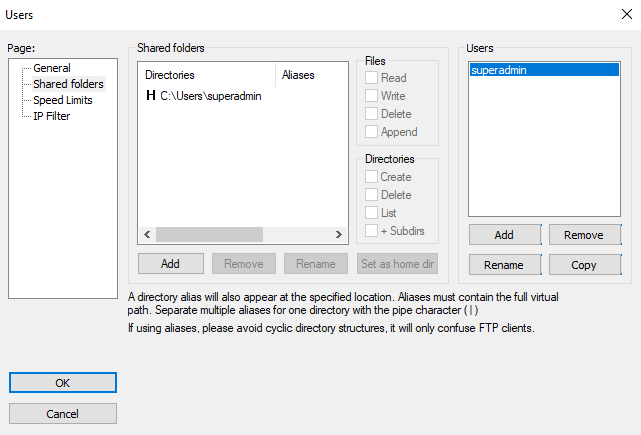 Users
Page:
General
Shared folders
Speed Limits
IP Filter
Shared folders
Directories Aliases
H C:\Users\superadmin
Files
Read
Write
Delete
Append
Directories
Create
Delete
List
+ Subdirs
Add Remove Rename Set as home dir
Users
superadmin
Add Remove
Rename Copy
A directory alias will also appear at the specified location. Aliases must contain the full virtual
path. Separate multiple aliases for one directory with the pipe character (|)
If using aliases, please avoid cyclic directory structures, it will only confuse FTP clients.
OK
Cancel